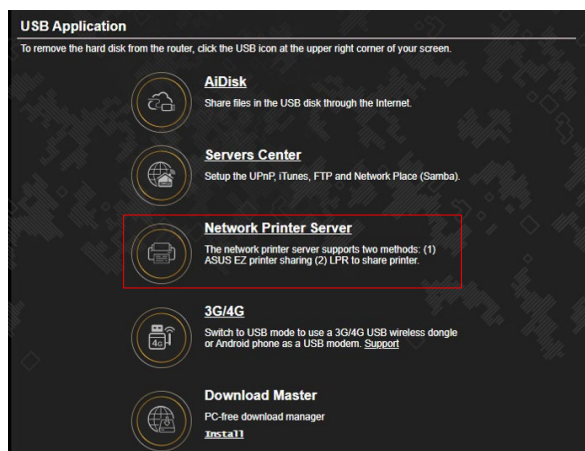 USB Application
To remove the hard disk from the router, click the USB icon at the upper right corner of your screen.
AiDisk
Share files in the USB disk through the Internet.
Servers Center
Setup the UPnP, iTunes, FTP and Network Place (Samba).
Network Printer Server
The network printer server supports two methods: (1)
ASUS EZ printer sharing (2) LPR to share printer.
3G/4G
4G
Switch to USB mode to use a 3G/4G USB wireless dongle
or Android phone as a USB modem. Support
Download Master
PC-free download manager
Install